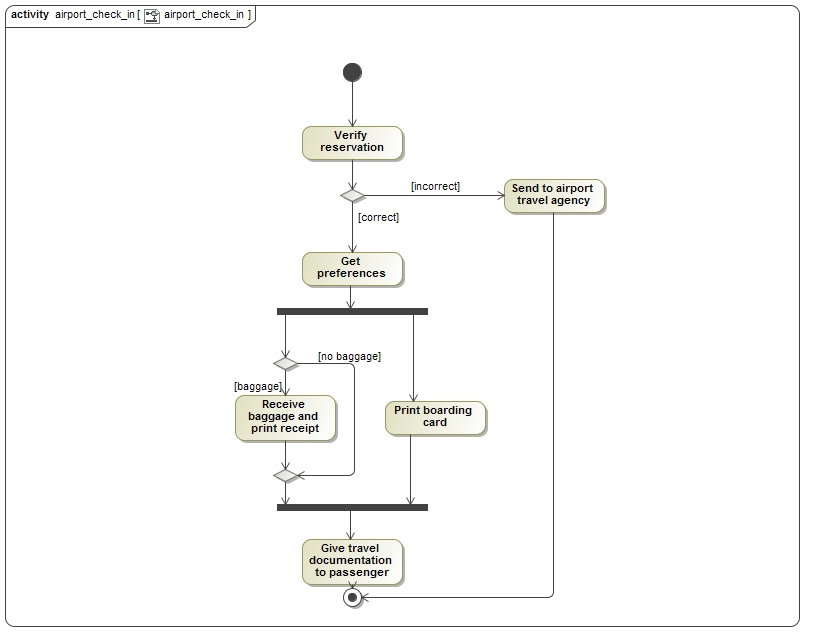 activity airport_check_in [ airport_check_in ]
Verify
reservation
[incorrect]
Send to airport
travel agency
[correct]
Get
preferences
[no baggage]
[baggage]
Receive
baggage and
print receipt
Print boarding
card
Give travel
documentation
to passenger